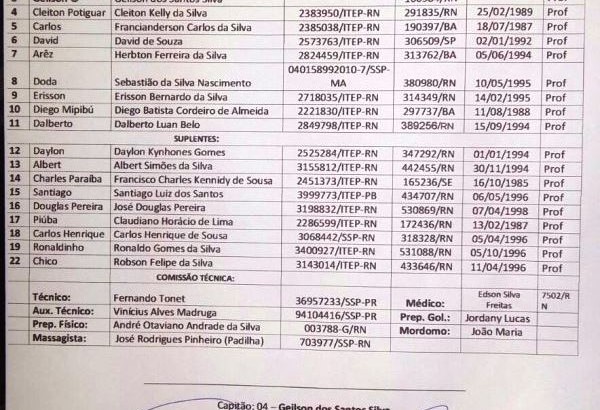 4 Cleiton Potiguar Cleiton Kelly da Silva 2383950/ITEP-RN 291835/RN 25/02/1989 Prof
5 Carlos Francianderson Carlos da Silva 2385038/ITEP-RN 190397/BA 18/07/1987 Prof
6 David David de Souza 2573763/ITEP-RN 306509/SP 02/01/1992 Prof
7 Arêz Herbton Ferreira da Silva 2824459/ITEP-RN 313762/BA 05/06/1994 Prof
8 Doda Sebastião da Silva Nascimento 040158992010-7/SSP-MA 380980/RN 10/05/1995 Prof
9 Erisson Erisson Bernardo da Silva 2718035/ITEP-RN 314349/RN 14/02/1995 Prof
10 Diego Mipibú Diego Batista Cordeiro de Almeida 2221830/ITEP-RN 297737/BA 11/08/1988 Prof
11 Dalberto Dalberto Luan Belo 2849798/ITEP-RN 389256/RN 15/09/1994 Prof
SUPLENTES:
12 Daylon Daylon Kynhones Gomes 2525284/ITEP-RN 347292/RN 01/01/1994 Prof
13 Albert Albert Simões da Silva 3155812/ITEP-RN 442455/RN 30/11/1994 Prof
14 Charles Paraíba Francisco Charles Kennidy de Sousa 2451373/ITEP-RN 165236/SE 16/10/1985 Prof
15 Santiago Santiago Luiz dos Santos 3999773/ITEP-PB 434707/RN 06/05/1996 Prof
16 Douglas Pereira José Douglas Pereira 3198832/ITEP-RN 530869/RN 07/04/1998 Prof
17 Piúba Claudiano Horácio de Lima 2286599/ITEP-RN 172436/RN 13/02/1987 Prof
18 Carlos Henrique Carlos Henrique de Sousa 3068442/SSP-RN 318328/RN 05/04/1996 Prof
19 Ronaldinho Ronaldo Gomes da Silva 3400927/ITEP-RN 531088/RN 05/10/1996 Prof
22 Chico Robson Felipe da Silva 3143014/ITEP-RN 433646/RN 11/04/1996 Prof
COMISSÃO TÉCNICA:
Técnico: Fernando Tonet 36957233/SSP-PR Médico: Edson Silva Freitas 7502/RN
Aux. Técnico: Vinícius Alves Madruga 94104416/SSP-PR Prep. Gol.: Jordany Lucas
Prep. Físico: André Otaviano Andrade da Silva 003788-G/RN Mordomo: João Maria
Massagista: José Rodrigues Pinheiro (Padilha) 703977/SSP-RN
Capitão: 04 – Geilson dos Santos Silva